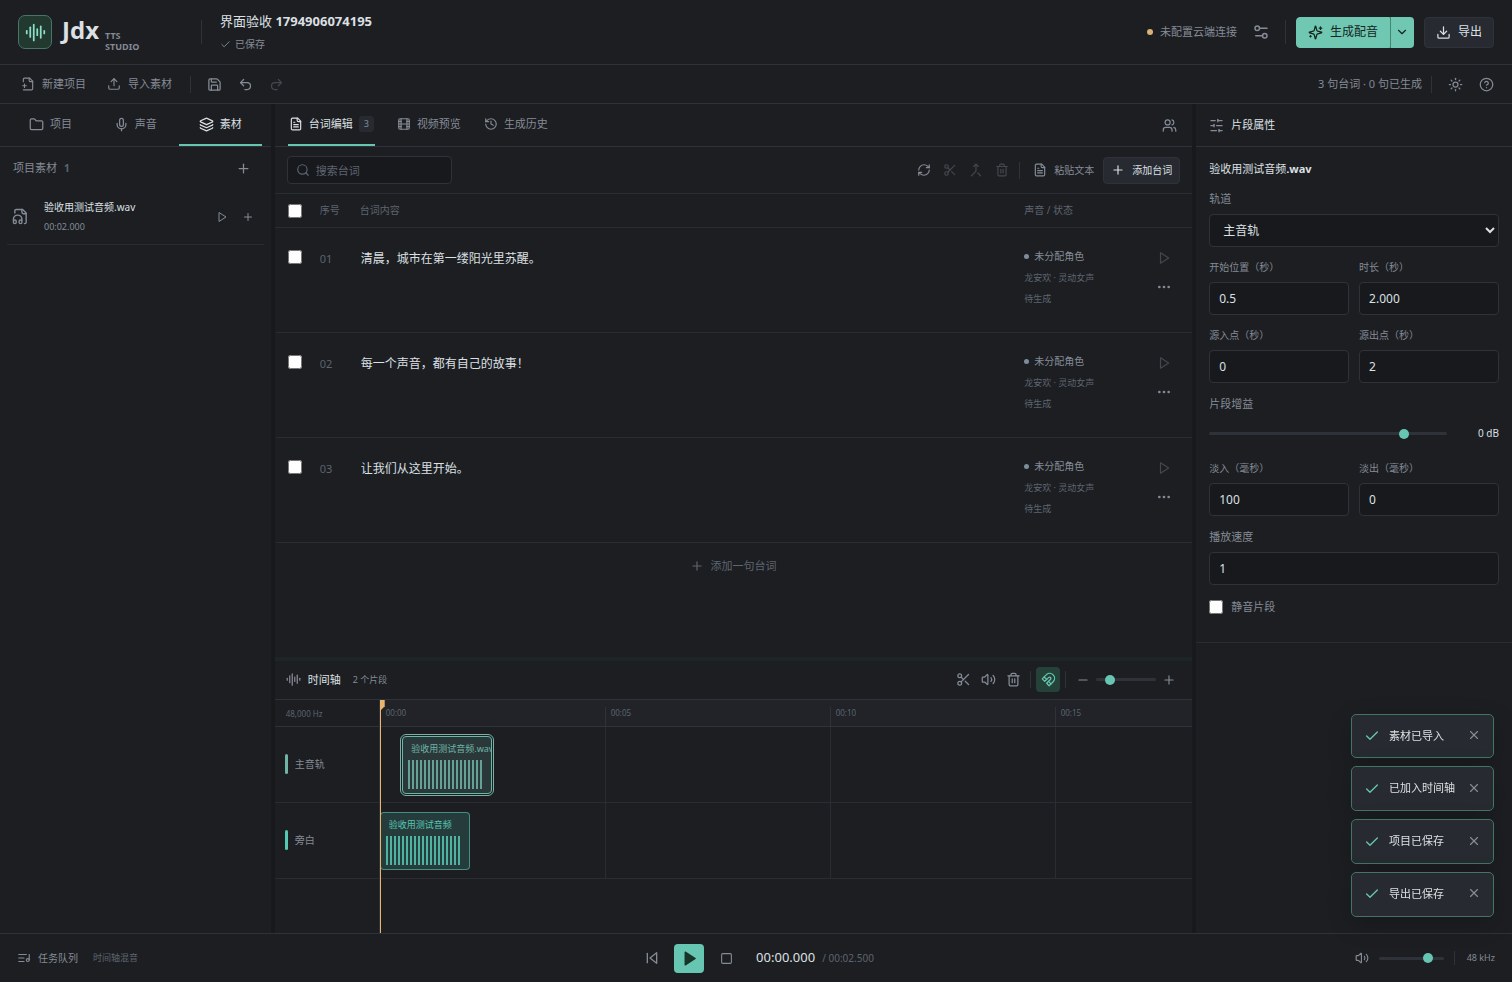 Jdx TTS STUDIO
界面验收 1794906074195
已保存
未配置云端连接
生成配音
导出
新建项目
导入素材
3 句台词 · 0 句已生成
项目
声音
素材
项目素材 1
验收用测试音频.wav
00:02.000
台词编辑 3
视频预览
生成历史
搜索台词
粘贴文本
添加台词
序号
台词内容
声音 / 状态
01
清晨，城市在第一缕阳光里苏醒。
未分配角色
龙安欢 · 灵动女声
待生成
02
每一个声音，都有自己的故事！
未分配角色
龙安欢 · 灵动女声
待生成
03
让我们从这里开始。
未分配角色
龙安欢 · 灵动女声
待生成
添加一句台词
时间轴
2 个片段
48,000 Hz
00:00
00:05
00:10
00:15
主音轨
验收用测试音频.wav
旁白
验收用测试音频
片段属性
验收用测试音频.wav
轨道
主音轨
开始位置（秒）
时长（秒）
0.5
2.000
源入点（秒）
源出点（秒）
0
2
片段增益
0 dB
淡入（毫秒）
淡出（毫秒）
100
0
播放速度
1
静音片段
素材已导入
已加入时间轴
项目已保存
导出已保存
任务队列
时间轴混音
00:00.000 / 00:02.500
48 kHz